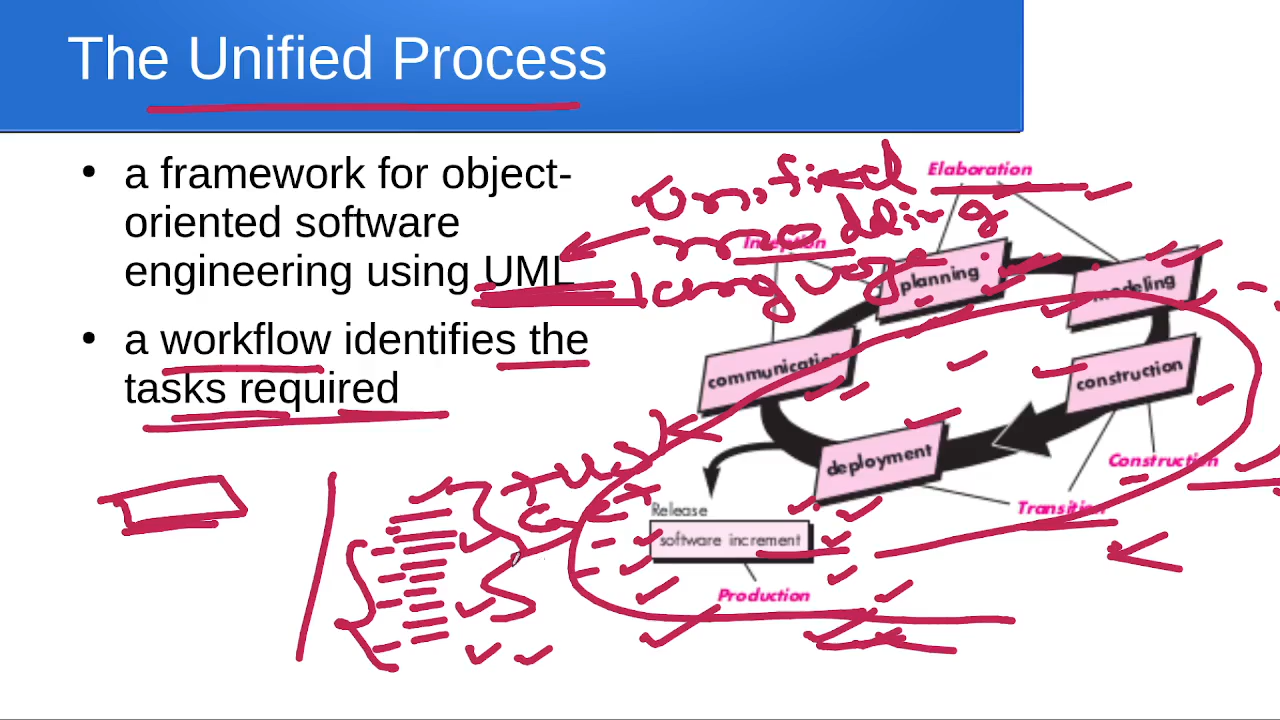 The Unified Process
• a framework for object-
oriented software
engineering using UML
• a workflow identifies the
tasks required
Unified
modeling
language
Elaboration
Inception
planning
modeling
communication
construction
deployment
Construction
Transition
Release
software increment
Production